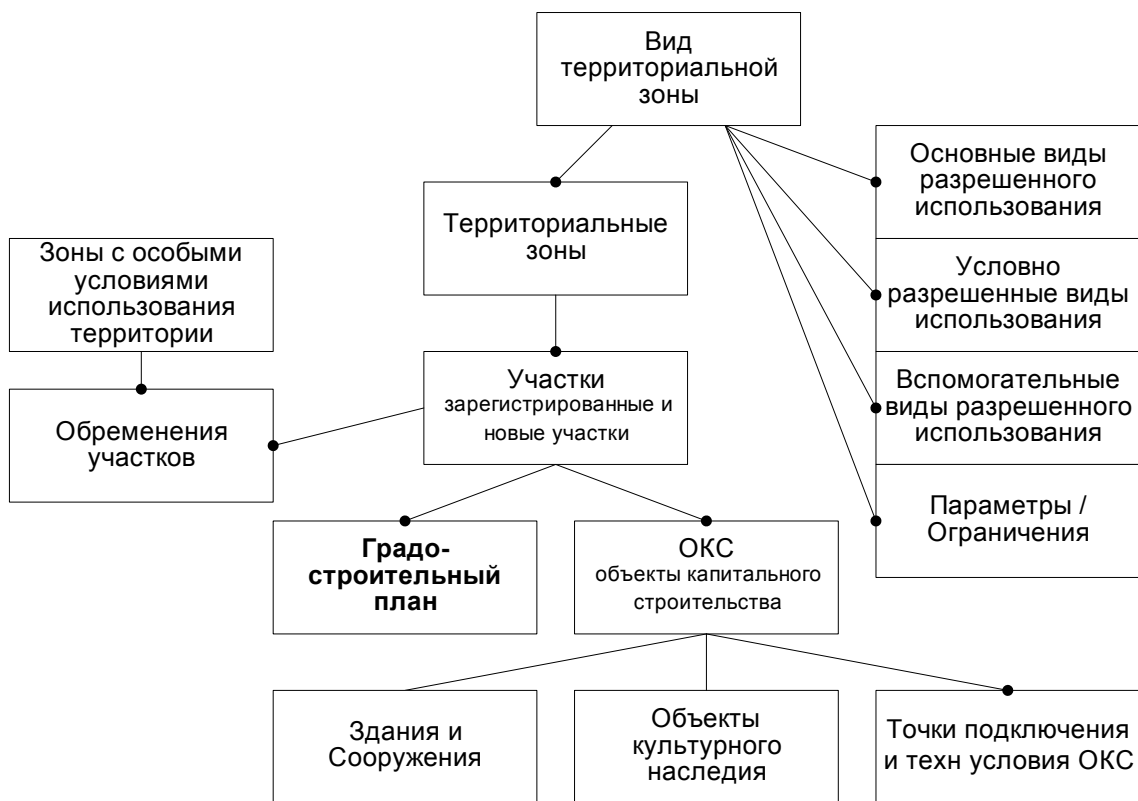 Вид
территориальной
зоны
Основные виды
разрешенного
использования
Территориальные
зоны
Зоны с особыми
условиями
использования
территории
Условно
разрешенные виды
использования
Участки
зарегистрированные и
новые участки
Вспомогательные
виды разрешенного
использования
Обременения
участков
Параметры /
Ограничения
Градо-
строительный
план
ОКС
объекты капитального
строительства
Здания и
Сооружения
Объекты
культурного
наследия
Точки подключения
и техн условия ОКС